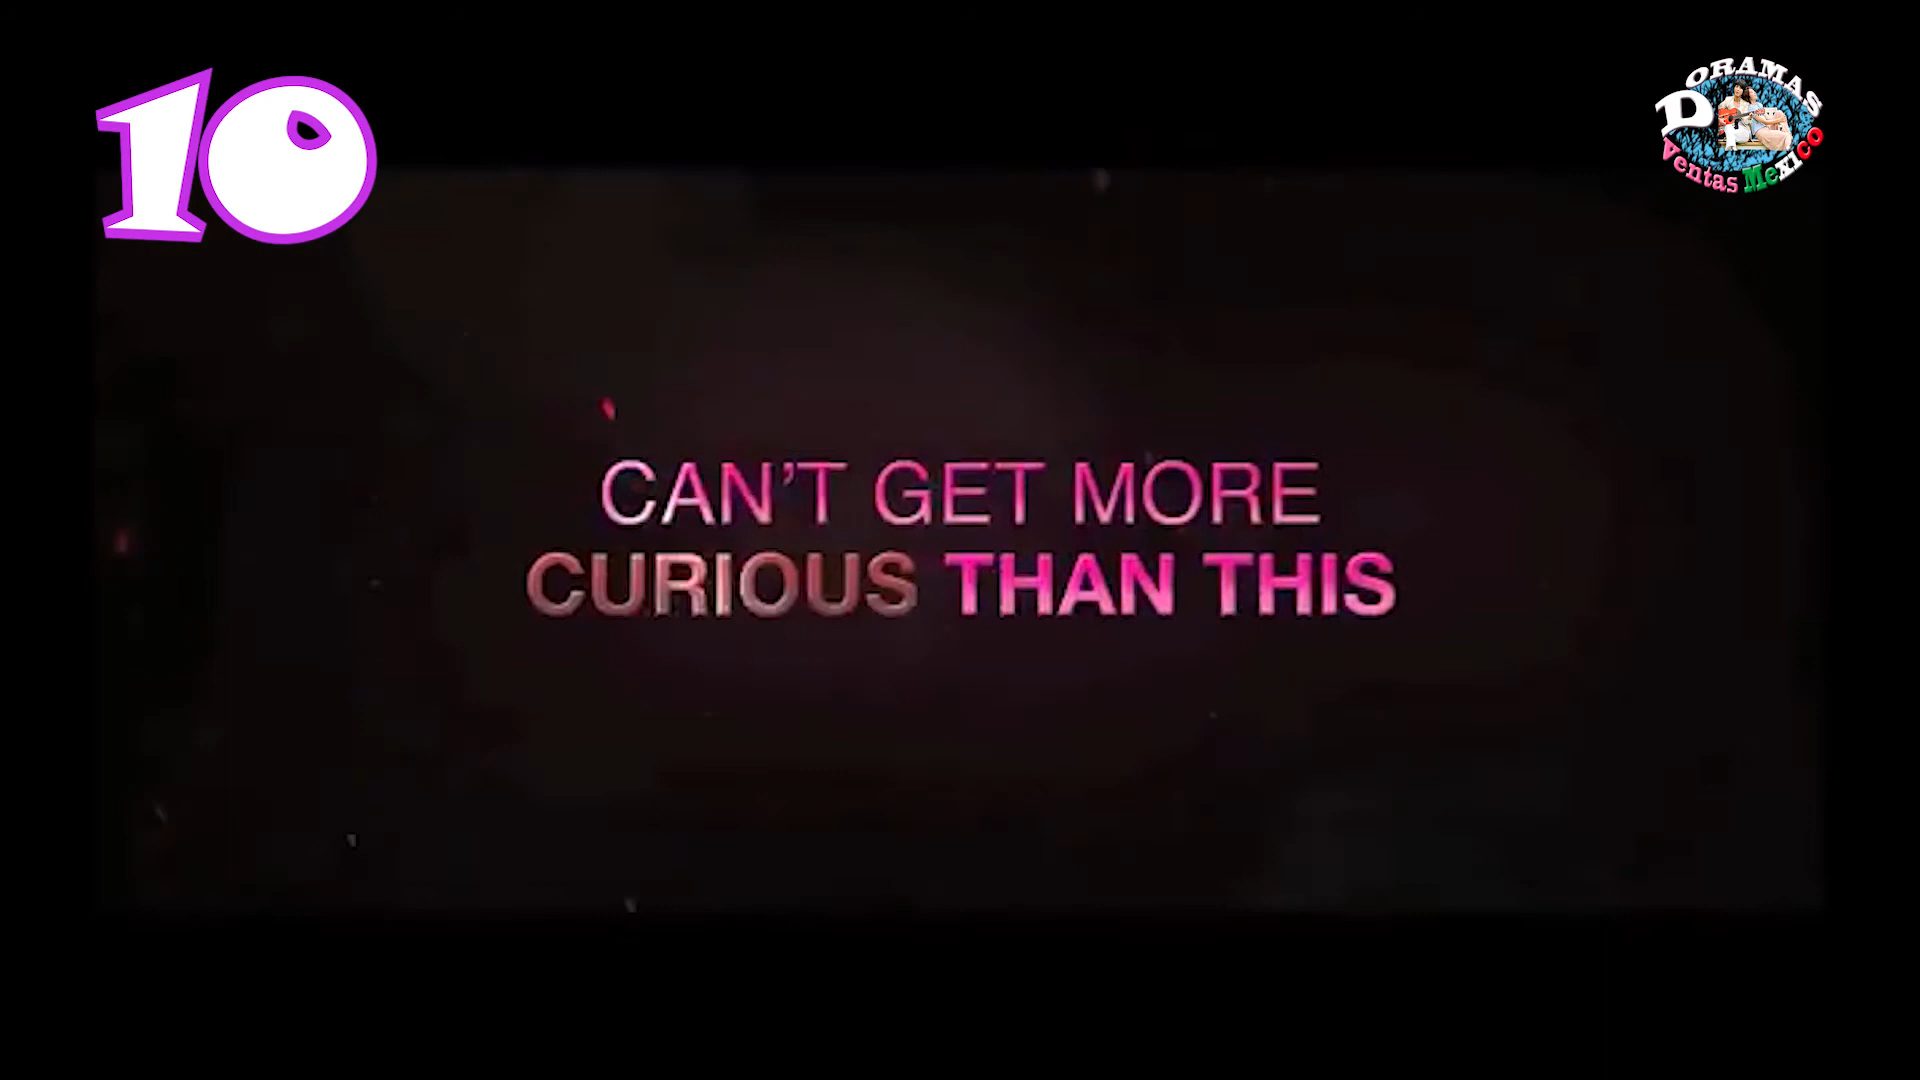 10
DORAMAS
Ventas MeXIco
CAN'T GET MORE
CURIOUS THAN THIS